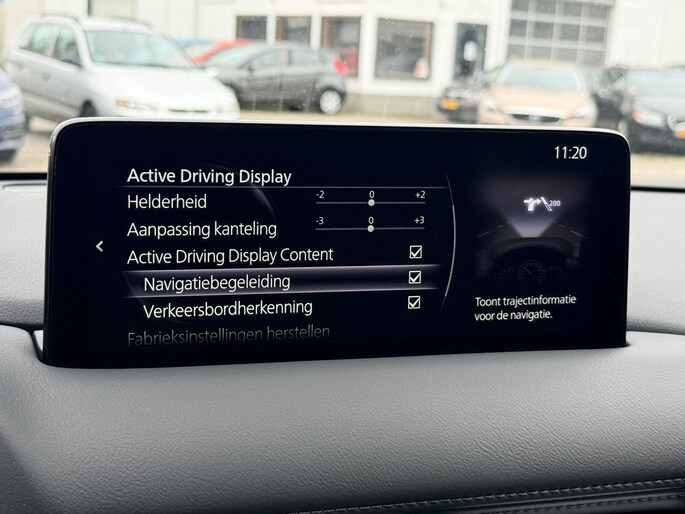 11:20
Active Driving Display
Helderheid -2 0 +2
Aanpassing kanteling -3 0 +3
Active Driving Display Content
Navigatiebegeleiding
Verkeersbordherkenning
Fabrieksinstellingen herstellen
200
Toont trajectinformatie
voor de navigatie.